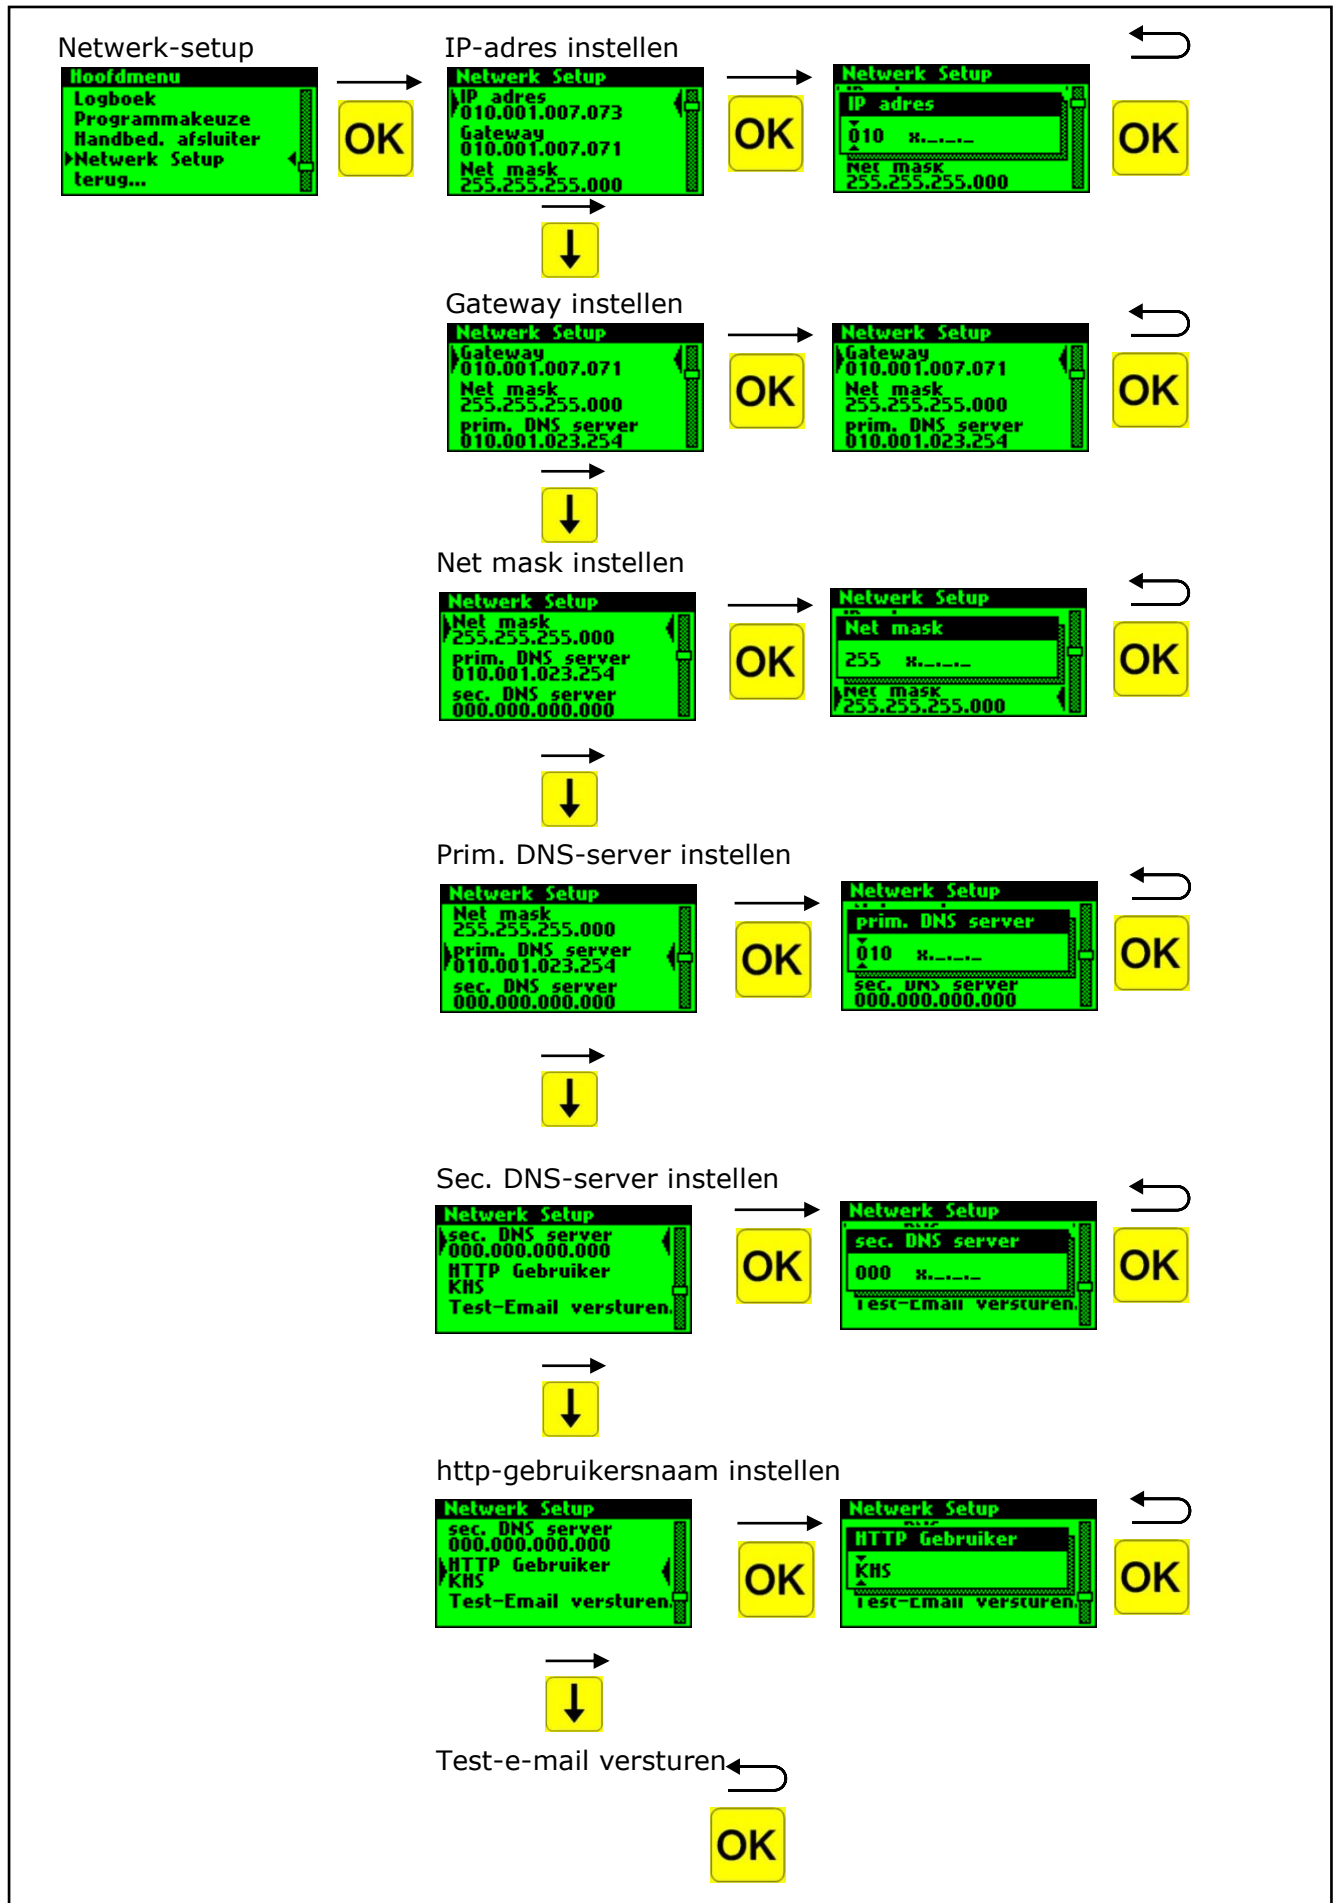 Netwerk-setup
Hoofdmenu
Logboek
Programmakeuze
Handbed. afsluiter
Netwerk Setup
terug...
OK
IP-adres instellen
Netwerk Setup
IP adres
010.001.007.073
Gateway
010.001.007.071
Net mask
255.255.255.000
OK
Netwerk Setup
IP adres
010 x._._._
Net mask
255.255.255.000
OK
Gateway instellen
Netwerk Setup
Gateway
010.001.007.071
Net mask
255.255.255.000
prim. DNS server
010.001.023.254
OK
Netwerk Setup
Gateway
010.001.007.071
Net mask
255.255.255.000
prim. DNS server
010.001.023.254
OK
Net mask instellen
Netwerk Setup
Net mask
255.255.255.000
prim. DNS server
010.001.023.254
sec. DNS server
000.000.000.000
OK
Netwerk Setup
Net mask
255 x._._._
Net mask
255.255.255.000
OK
Prim. DNS-server instellen
Netwerk Setup
Net mask
255.255.255.000
prim. DNS server
010.001.023.254
sec. DNS server
000.000.000.000
OK
Netwerk Setup
prim. DNS server
010 x._._._
sec. DNS server
000.000.000.000
OK
Sec. DNS-server instellen
Netwerk Setup
sec. DNS server
000.000.000.000
HTTP Gebruiker
KHS
Test-Email versturen.
OK
Netwerk Setup
sec. DNS server
000 x._._._
Test-Email versturen.
OK
http-gebruikersnaam instellen
Netwerk Setup
sec. DNS server
000.000.000.000
HTTP Gebruiker
KHS
Test-Email versturen.
OK
Netwerk Setup
HTTP Gebruiker
KHS
Test-Email versturen.
OK
Test-e-mail versturen
OK